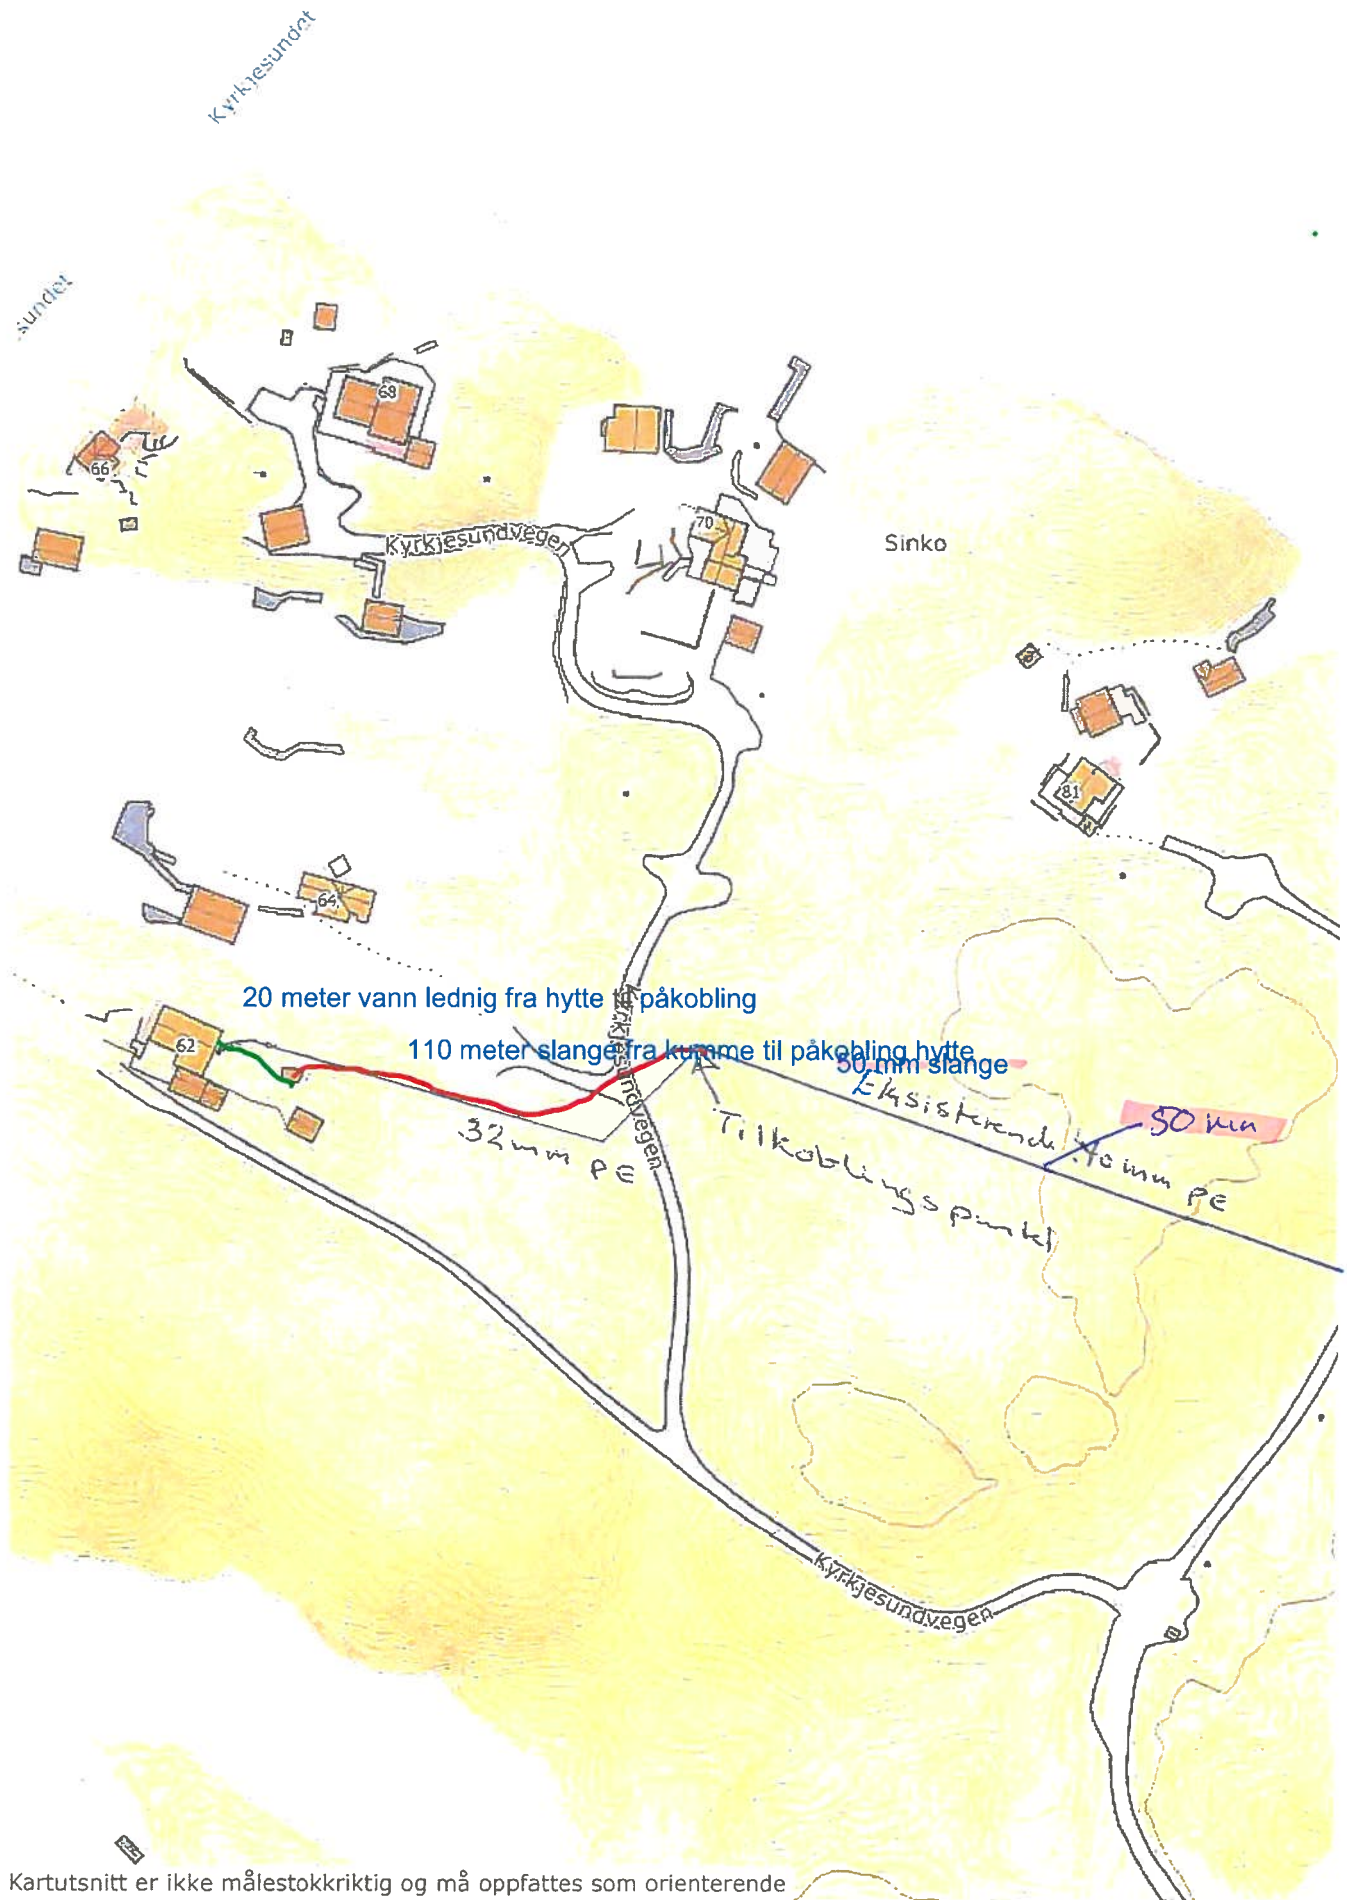 Kyrkjesundet
sundet
68
66
70
Kyrkjesundvegen
Sinko
81
64
20 meter vann lednig fra hytte til påkobling
62
110 meter slange fra kumme til påkobling hytte
50 mm slange
Kyrkjesundvegen
Eksisterende 40 mm PE
50 mm
32 mm PE
Tilkoblingspunkt
Kyrkjesundvegen
Kartutsnitt er ikke målestokkriktig og må oppfattes som orienterende